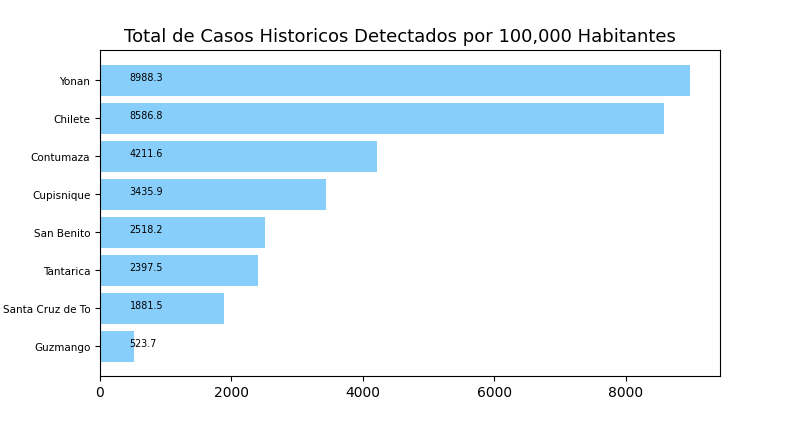 Total de Casos Historicos Detectados por 100,000 Habitantes
Yonan 8988.3
Chilete 8586.8
Contumaza 4211.6
Cupisnique 3435.9
San Benito 2518.2
Tantarica 2397.5
Santa Cruz de To 1881.5
Guzmango 523.7
0 2000 4000 6000 8000